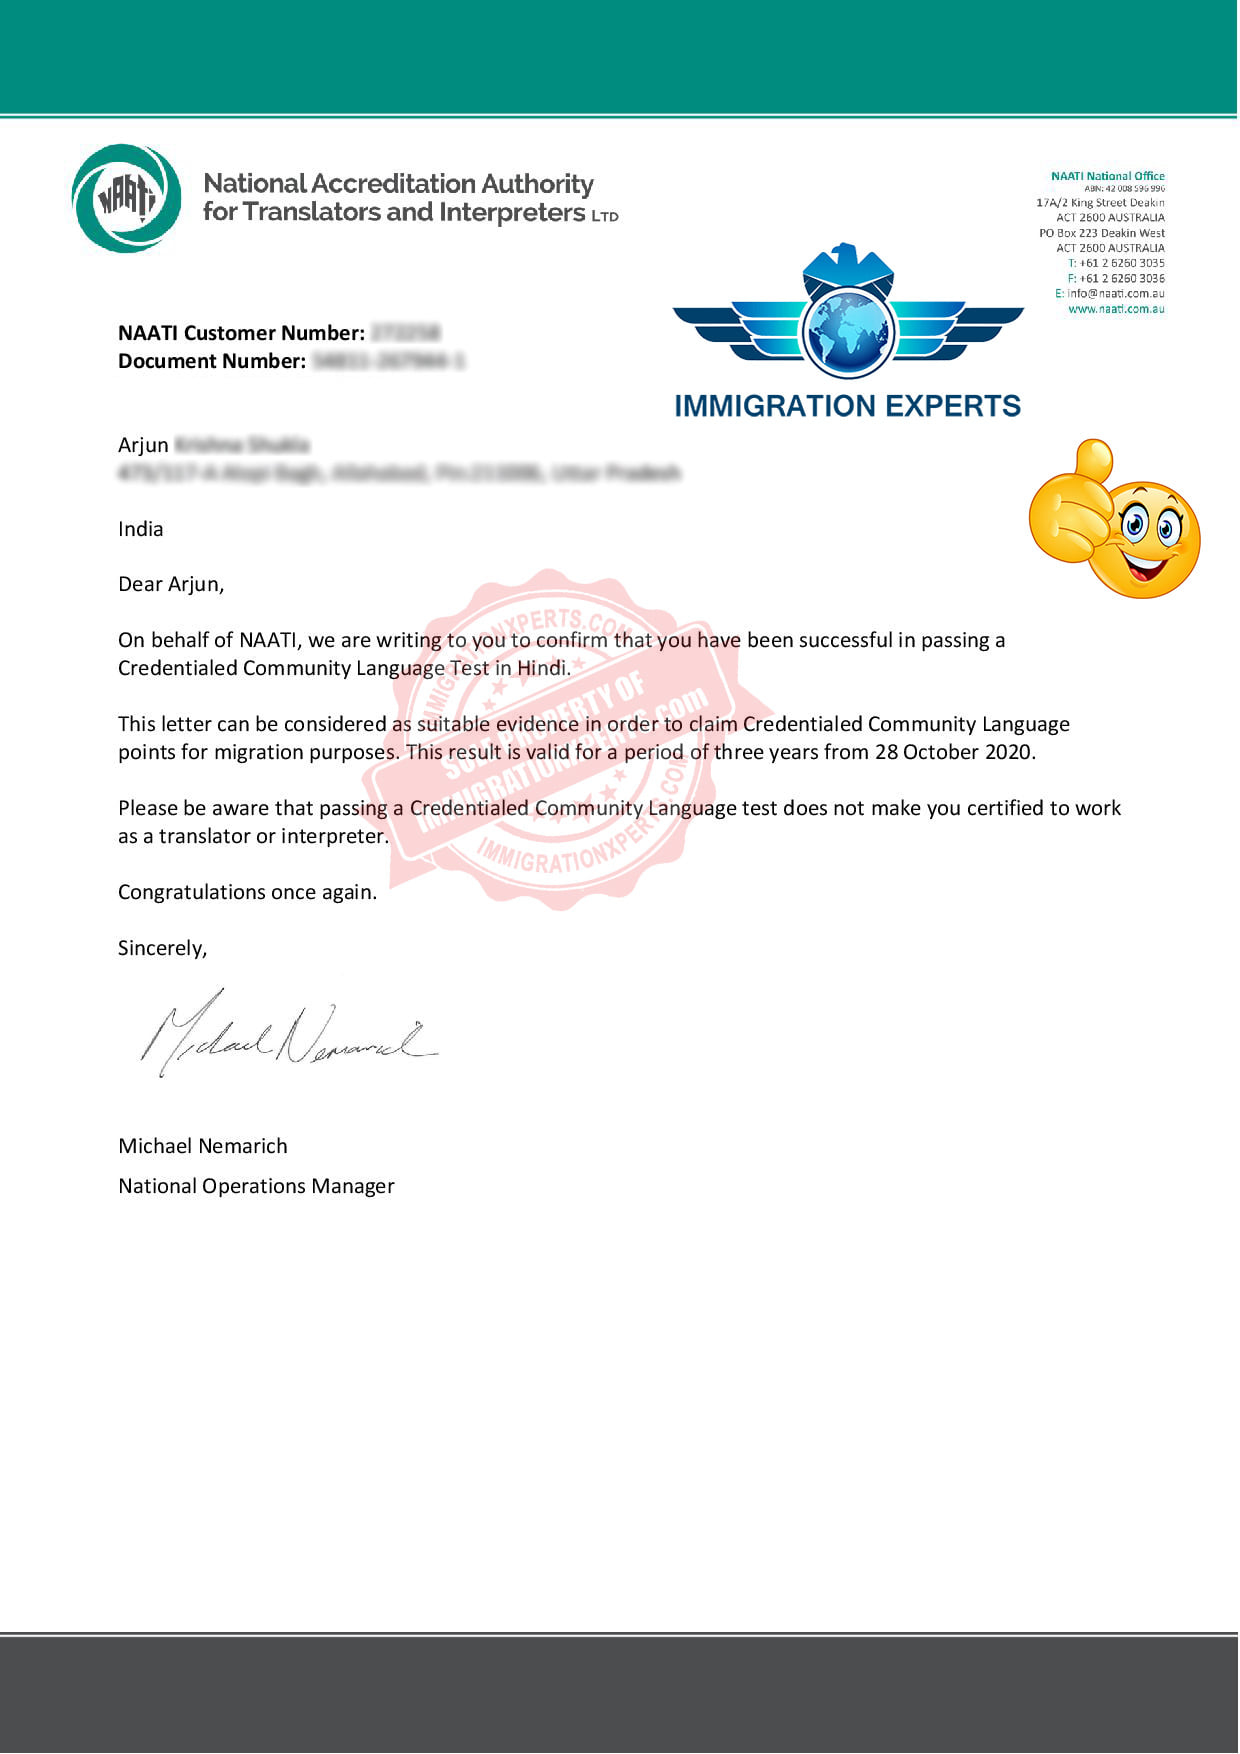 NAATI
National Accreditation Authority
for Translators and Interpreters LTD
NAATI National Office
ABN: 42 008 596 996
17A/2 King Street Deakin
ACT 2600 AUSTRALIA
PO Box 223 Deakin West
ACT 2600 AUSTRALIA
T: +61 2 6260 3035
F: +61 2 6260 3036
E: info@naati.com.au
www.naati.com.au
IMMIGRATION EXPERTS
NAATI Customer Number:
Document Number:
Arjun
India
Dear Arjun,
On behalf of NAATI, we are writing to you to confirm that you have been successful in passing a
Credentialed Community Language Test in Hindi.
This letter can be considered as suitable evidence in order to claim Credentialed Community Language
points for migration purposes. This result is valid for a period of three years from 28 October 2020.
Please be aware that passing a Credentialed Community Language test does not make you certified to work
as a translator or interpreter.
Congratulations once again.
Sincerely,
Michael Nemarich
Michael Nemarich
National Operations Manager
IMMIGRATIONXPERTS.COM
SOLE PROPERTY OF
IMMIGRATIONXPERTS.com
IMMIGRATIONXPERTS.COM